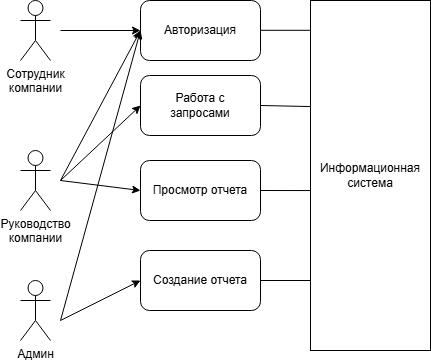 Сотрудник
компании
Авторизация
Работа с
запросами
Руководство
компании
Просмотр отчета
Информационная
система
Админ
Создание отчета